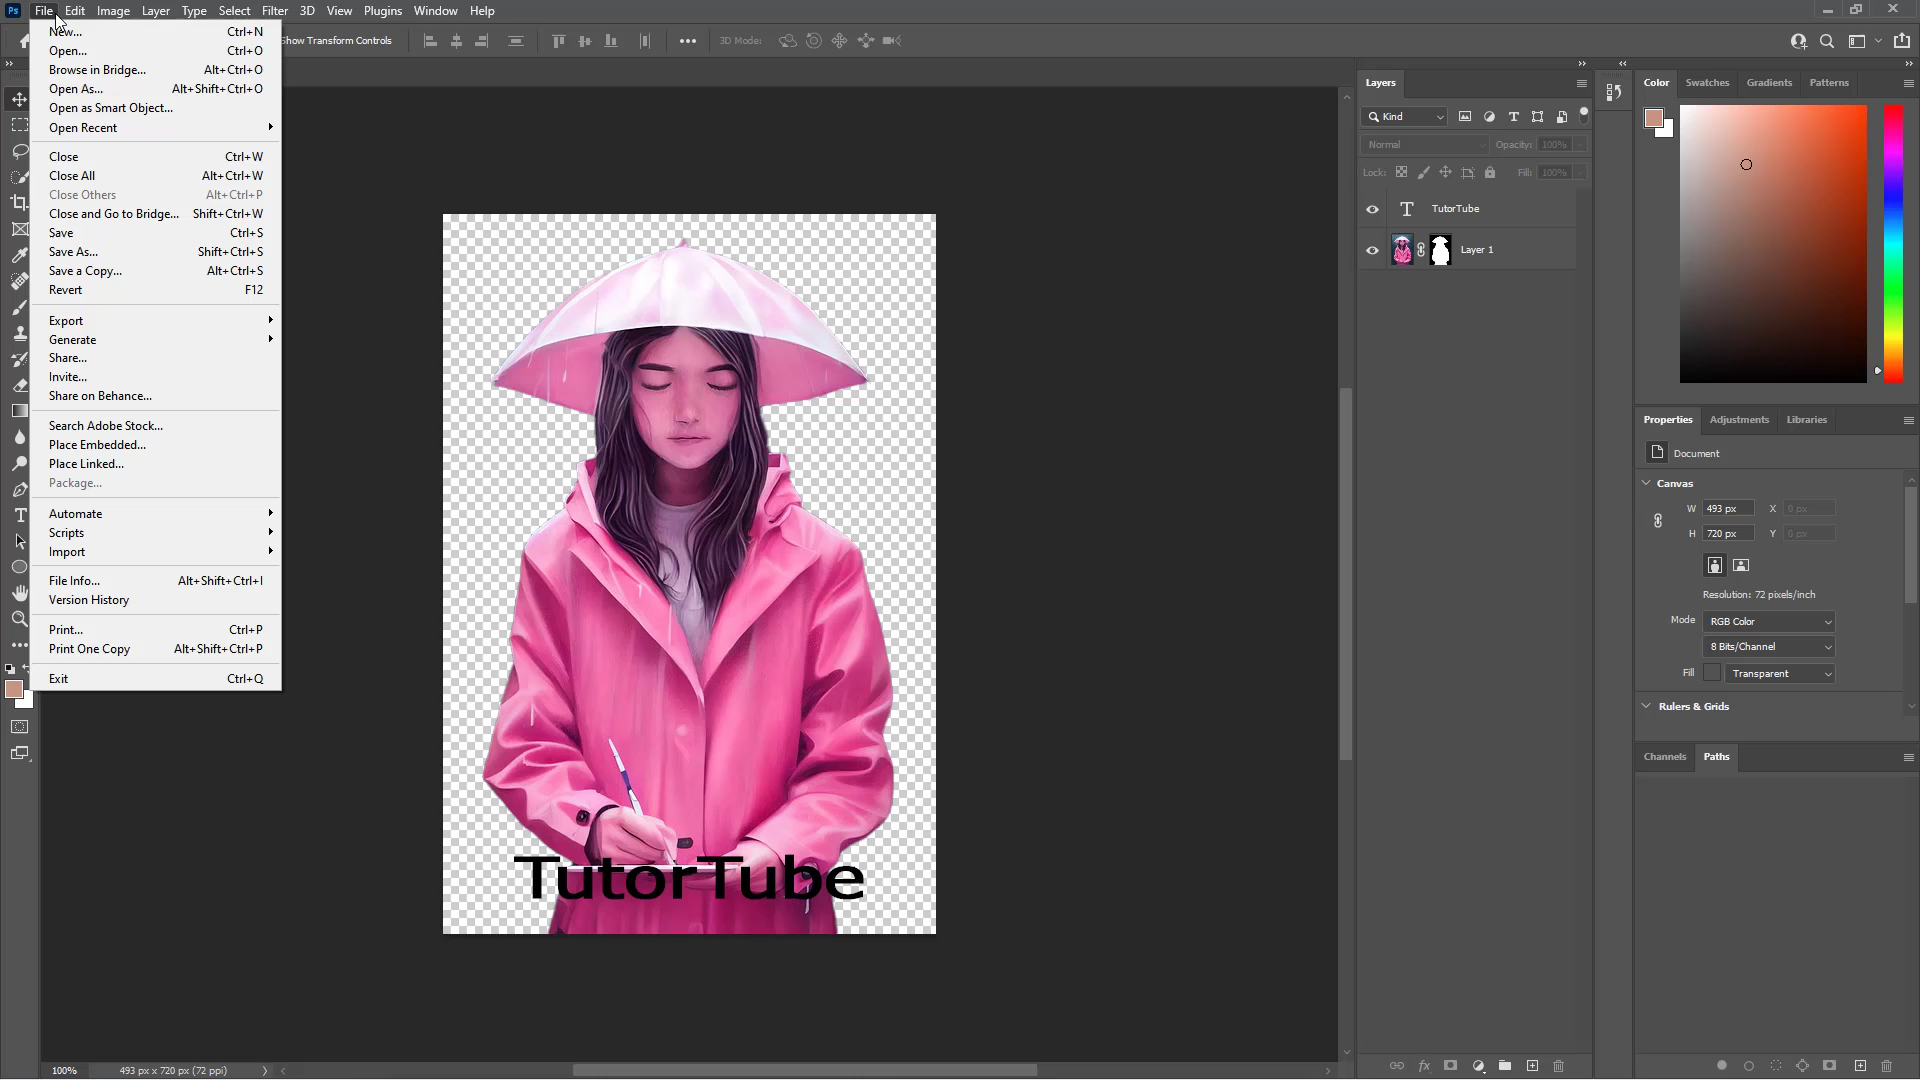 Ps File Edit Image Layer Type Select Filter 3D View Plugins Window Help
Show Transform Controls 3D Mode:
New... Ctrl+N
Open... Ctrl+O
Browse in Bridge... Alt+Ctrl+O
Open As... Alt+Shift+Ctrl+O
Open as Smart Object...
Open Recent
Close Ctrl+W
Close All Alt+Ctrl+W
Close Others Alt+Ctrl+P
Close and Go to Bridge... Shift+Ctrl+W
Save Ctrl+S
Save As... Shift+Ctrl+S
Save a Copy... Alt+Ctrl+S
Revert F12
Export
Generate
Share...
Invite...
Share on Behance...
Search Adobe Stock...
Place Embedded...
Place Linked...
Package...
Automate
Scripts
Import
File Info... Alt+Shift+Ctrl+I
Version History
Print... Ctrl+P
Print One Copy Alt+Shift+Ctrl+P
Exit Ctrl+Q
TutorTube
100% 493 px x 720 px (72 ppi)
Layers
Kind
Normal Opacity: 100%
Lock: Fill: 100%
TutorTube
Layer 1
Color Swatches Gradients Patterns
Properties Adjustments Libraries
Document
Canvas
W 493 px X 0 px
H 720 px Y 0 px
Resolution: 72 pixels/inch
Mode RGB Color
8 Bits/Channel
Fill Transparent
Rulers & Grids
Channels Paths